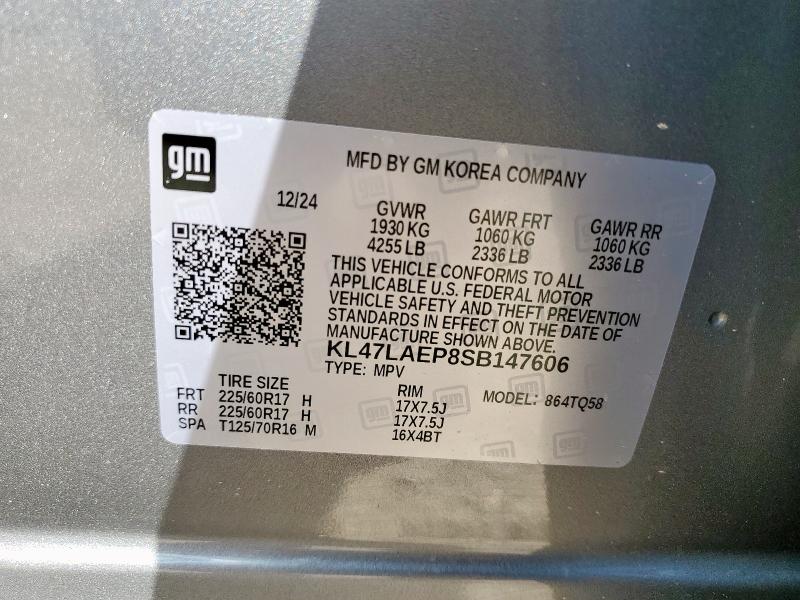 gm
MFD BY GM KOREA COMPANY
12/24
GVWR
1930 KG
4255 LB
GAWR FRT
1060 KG
2336 LB
GAWR RR
1060 KG
2336 LB
THIS VEHICLE CONFORMS TO ALL
APPLICABLE U.S. FEDERAL MOTOR
VEHICLE SAFETY AND THEFT PREVENTION
STANDARDS IN EFFECT ON THE DATE OF
MANUFACTURE SHOWN ABOVE.
KL47LAEP8SB147606
TYPE: MPV
TIRE SIZE RIM MODEL: 864TQ58
FRT 225/60R17 H 17X7.5J
RR 225/60R17 H 17X7.5J
SPA T125/70R16 M 16X4BT